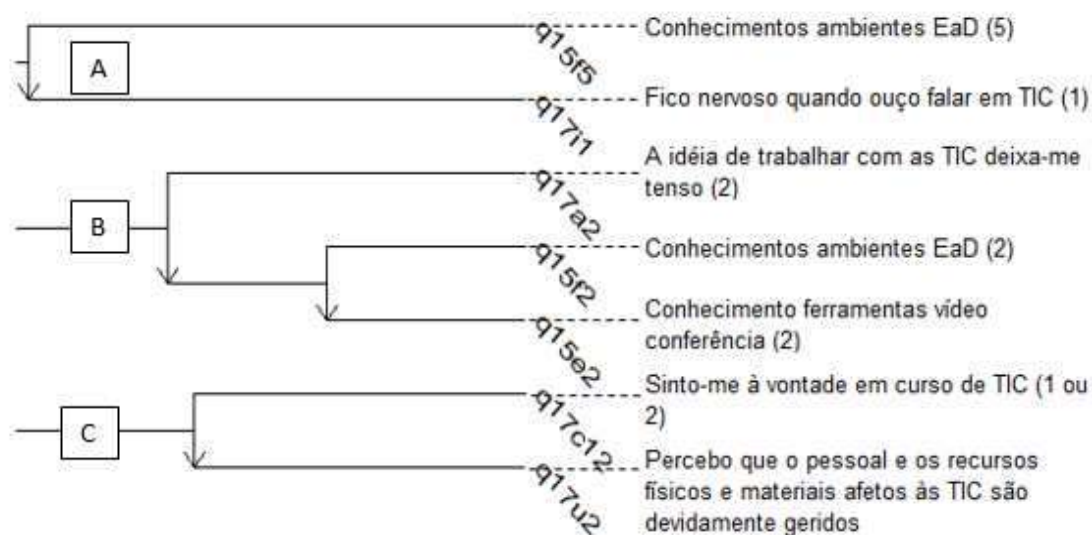 A
q15f5
Conhecimentos ambientes EaD (5)
q17i1
Fico nervoso quando ouço falar em TIC (1)
B
q17a2
A idéia de trabalhar com as TIC deixa-me
tenso (2)
q15f2
Conhecimentos ambientes EaD (2)
q15e2
Conhecimento ferramentas vídeo
conferência (2)
C
q17c12
Sinto-me à vontade em curso de TIC (1 ou
2)
q17u2
Percebo que o pessoal e os recursos
físicos e materiais afetos às TIC são
devidamente geridos